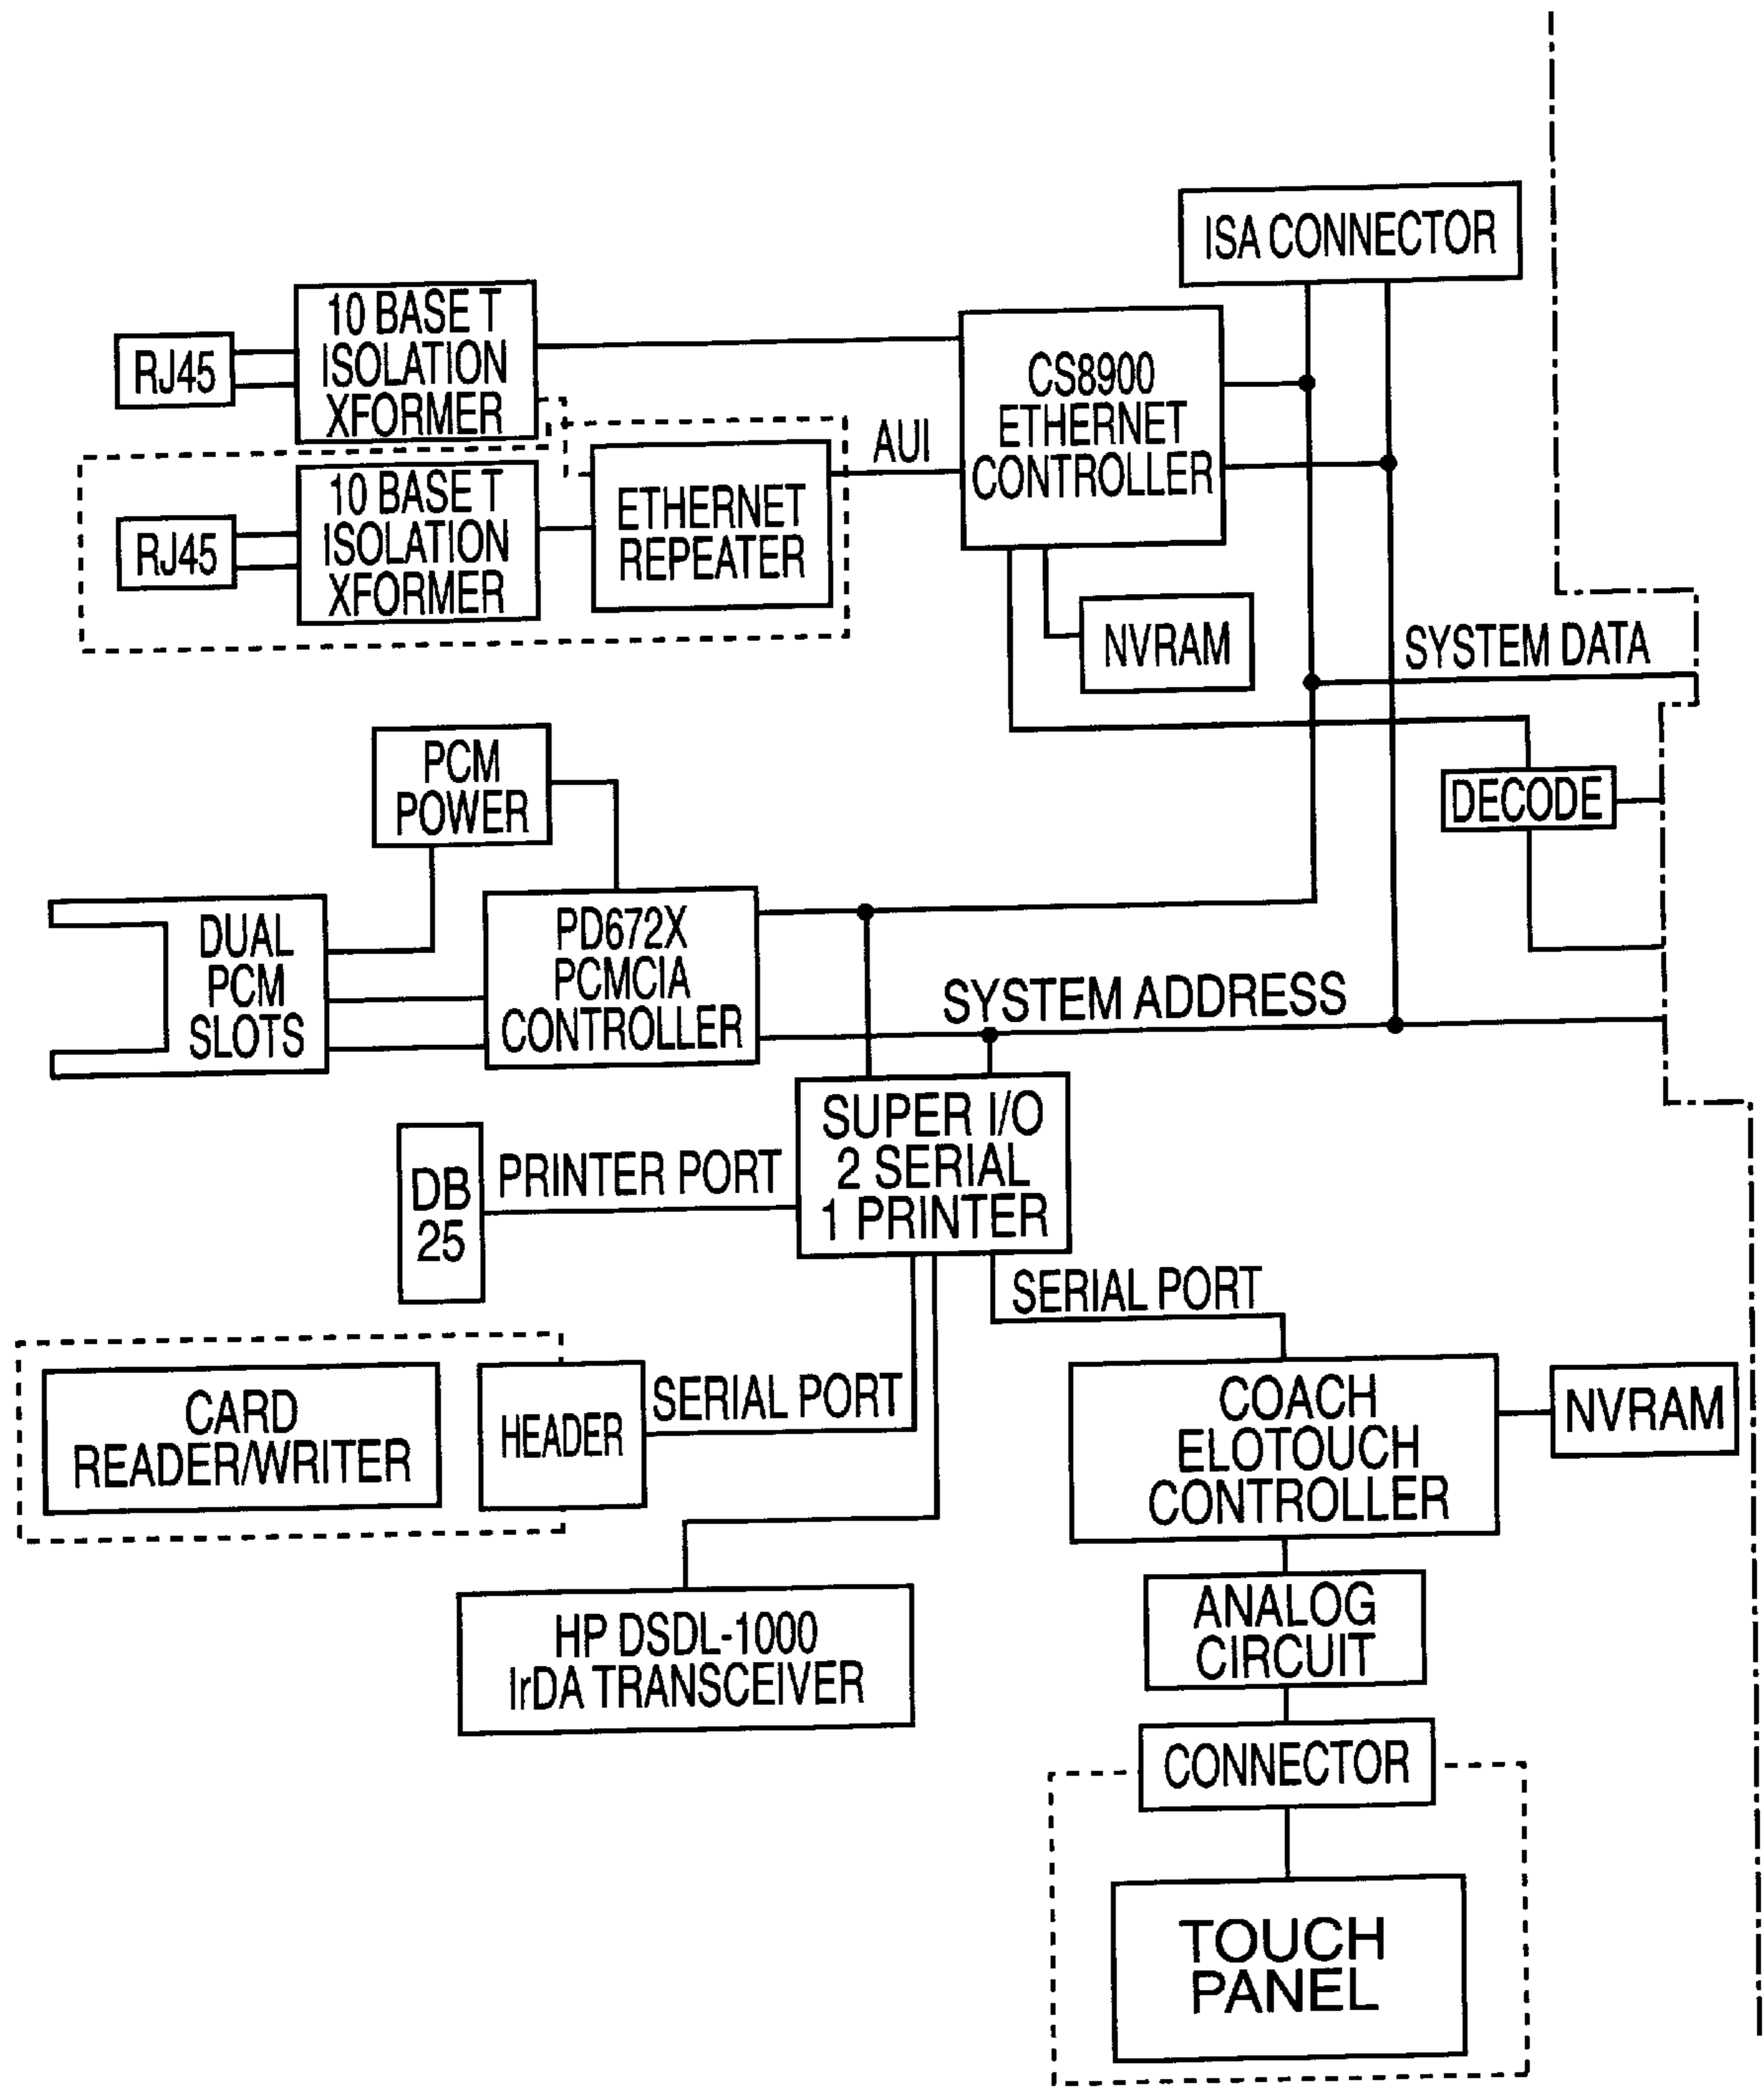 ISA CONNECTOR
10 BASE T
ISOLATION
XFORMER
RJ45
CS8900
ETHERNET
CONTROLLER
AUI
10 BASE T
ISOLATION
XFORMER
RJ45
ETHERNET
REPEATER
NVRAM
SYSTEM DATA
PCM
POWER
DECODE
DUAL
PCM
SLOTS
PD672X
PCMCIA
CONTROLLER
SYSTEM ADDRESS
SUPER I/O
2 SERIAL
1 PRINTER
DB
25
PRINTER PORT
SERIAL PORT
CARD
READER/WRITER
HEADER
SERIAL PORT
COACH
ELOTOUCH
CONTROLLER
NVRAM
HP DSDL-1000
IrDA TRANSCEIVER
ANALOG
CIRCUIT
CONNECTOR
TOUCH
PANEL